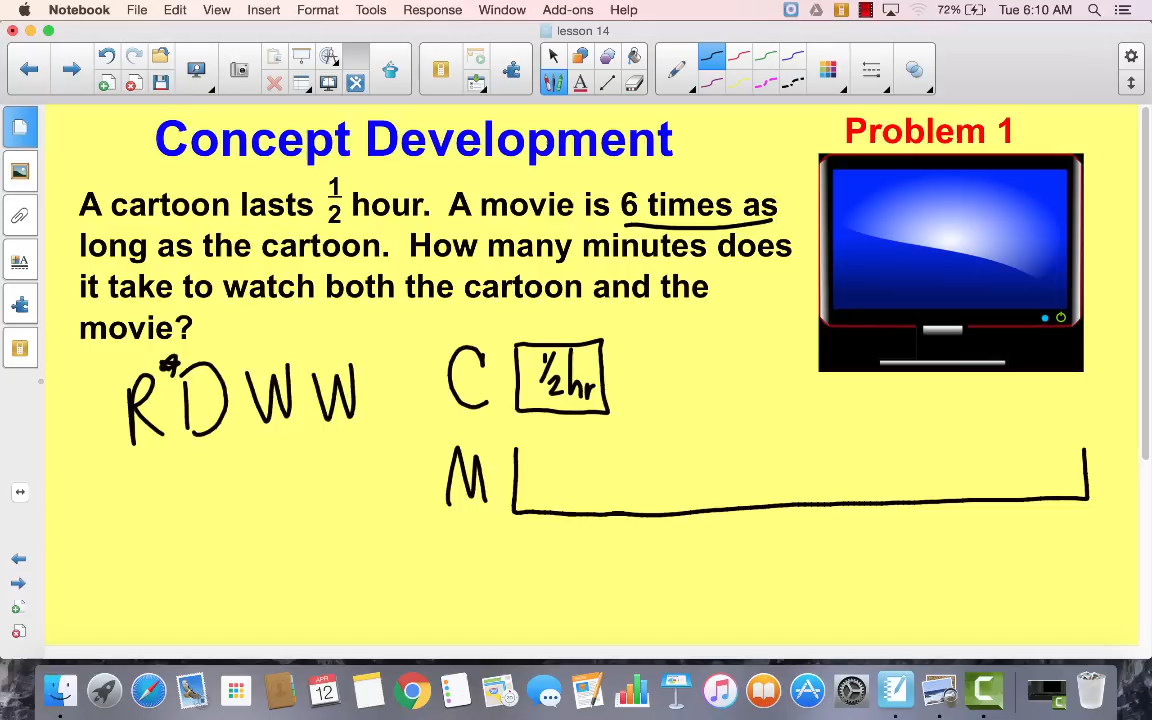 Notebook File Edit View Insert Format Tools Response Window Add-ons Help 72% Tue 6:10 AM
lesson 14
Concept Development
Problem 1
A cartoon lasts 1/2 hour. A movie is 6 times as
long as the cartoon. How many minutes does
it take to watch both the cartoon and the
movie?
R D W W
C 1/2 hr
M
APR
12